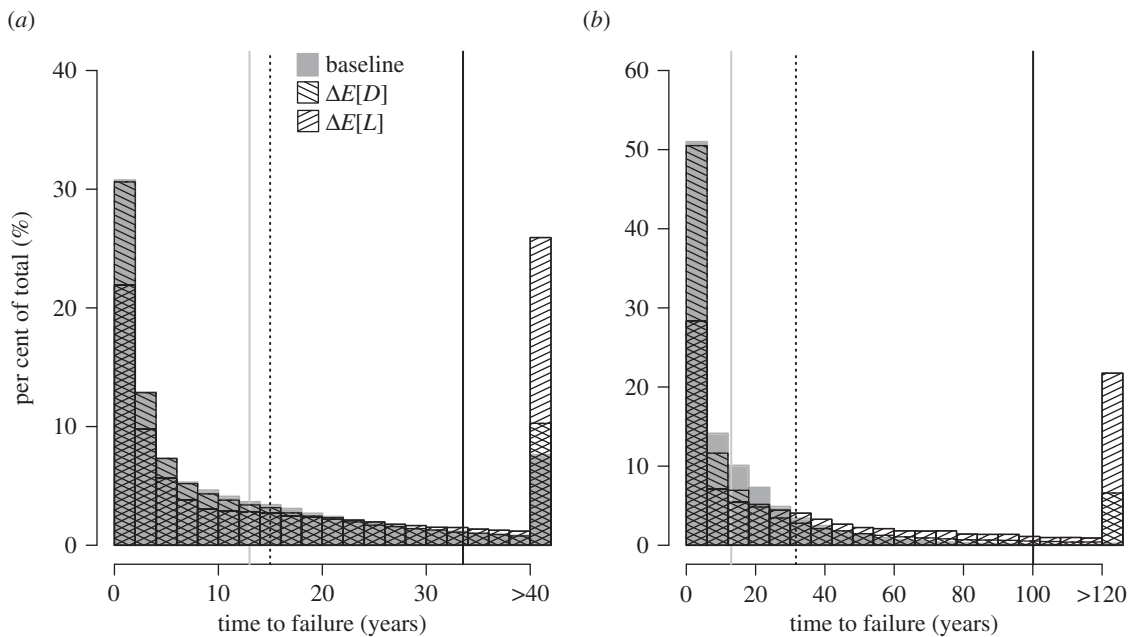 (a)
(b)
baseline
ΔE[D]
ΔE[L]
per cent of total (%)
40
30
20
10
0
0 10 20 30 >40
time to failure (years)
60
50
40
30
20
10
0
0 20 40 60 80 100 >120
time to failure (years)